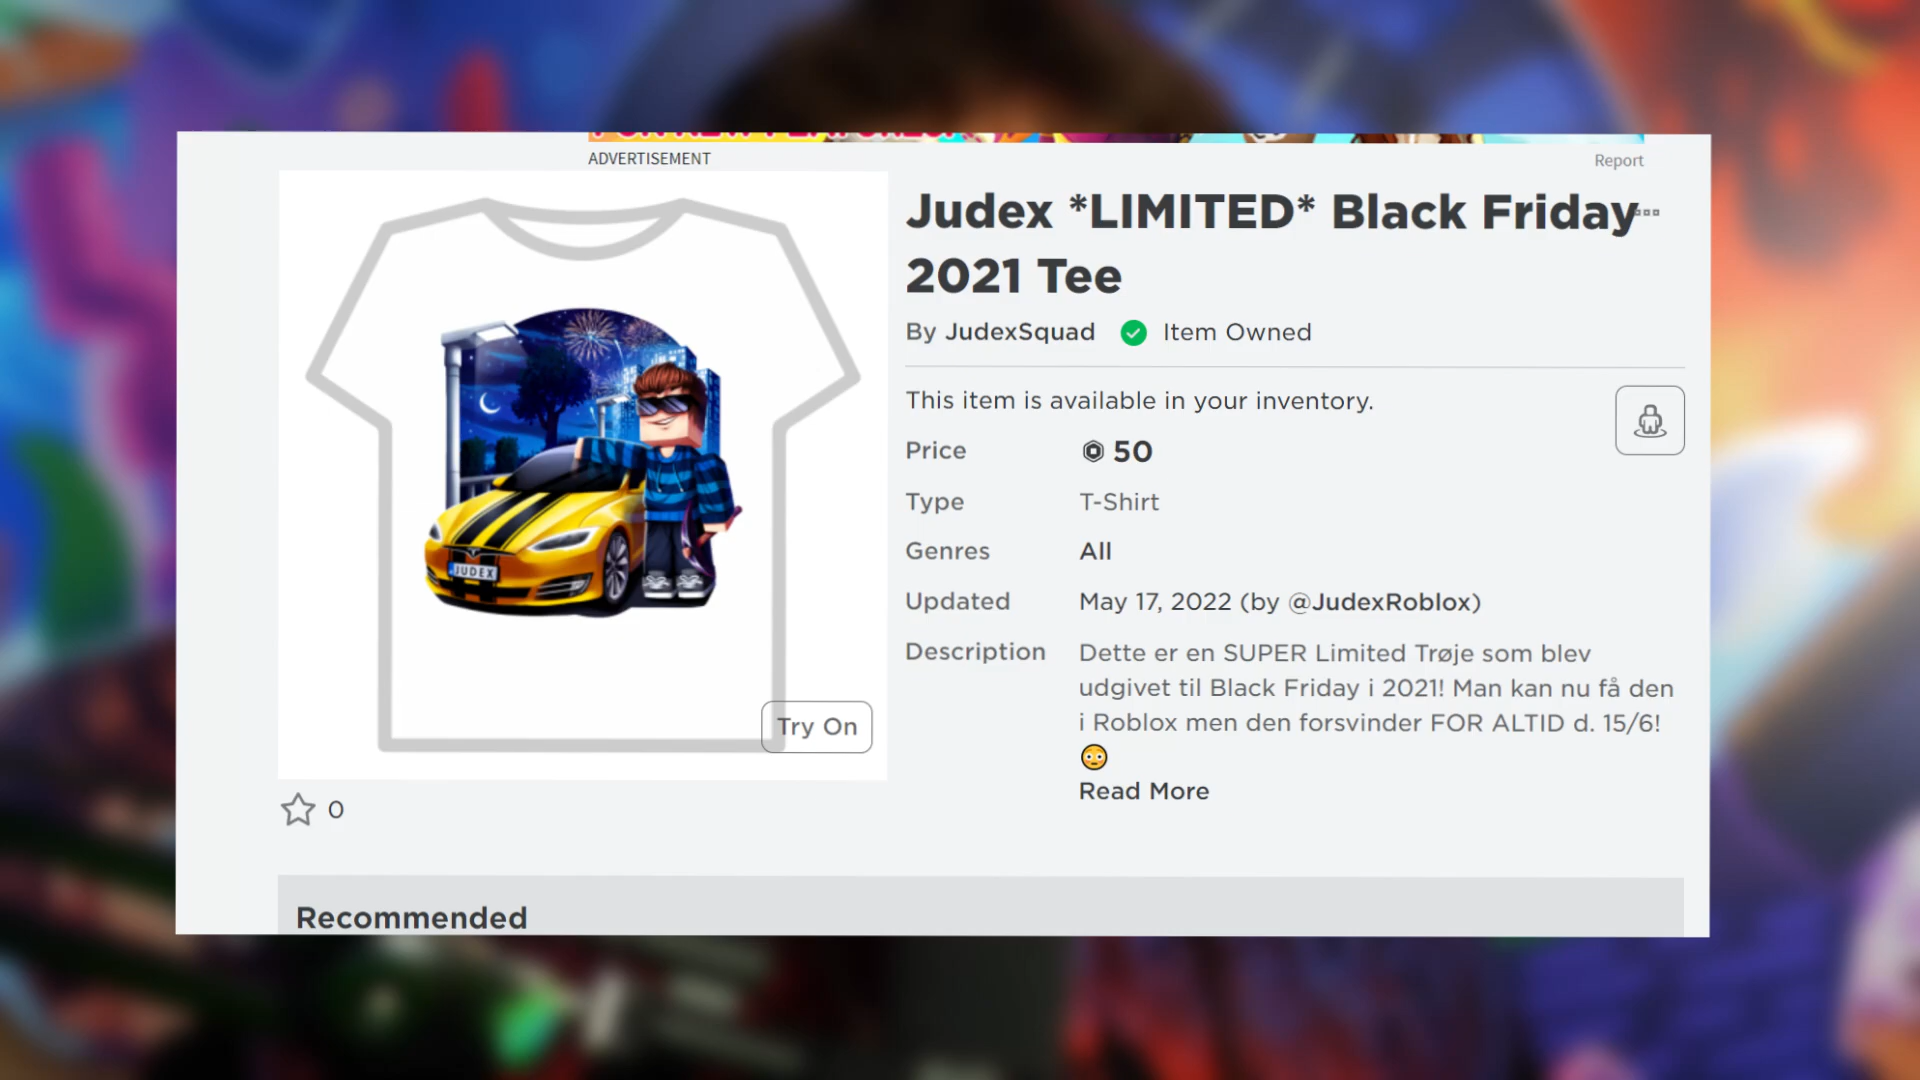 ADVERTISEMENT
Report
Judex *LIMITED* Black Friday
2021 Tee
By JudexSquad Item Owned
This item is available in your inventory.
Price 50
Type T-Shirt
Genres All
Updated May 17, 2022 (by @JudexRoblox)
Description Dette er en SUPER Limited Trøje som blev
udgivet til Black Friday i 2021! Man kan nu få den
i Roblox men den forsvinder FOR ALTID d. 15/6!
😳
Read More
JUDEX
Try On
0
Recommended